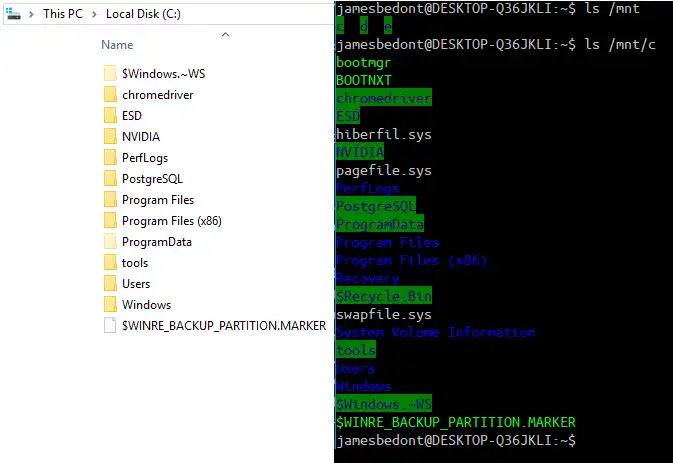 This PC > Local Disk (C:)
Name
$Windows.~WS
chromedriver
ESD
NVIDIA
PerfLogs
PostgreSQL
Program Files
Program Files (x86)
ProgramData
tools
Users
Windows
$WINRE_BACKUP_PARTITION.MARKER
jamesbedont@DESKTOP-Q36JKLI:~$ ls /mnt
c d e
jamesbedont@DESKTOP-Q36JKLI:~$ ls /mnt/c
bootmgr
BOOTNXT
chromedriver
ESD
hiberfil.sys
NVIDIA
pagefile.sys
PerfLogs
PostgreSQL
ProgramData
Program Files
Program Files (x86)
Recovery
$Recycle.Bin
swapfile.sys
System Volume Information
tools
Users
Windows
$Windows.~WS
$WINRE_BACKUP_PARTITION.MARKER
jamesbedont@DESKTOP-Q36JKLI:~$